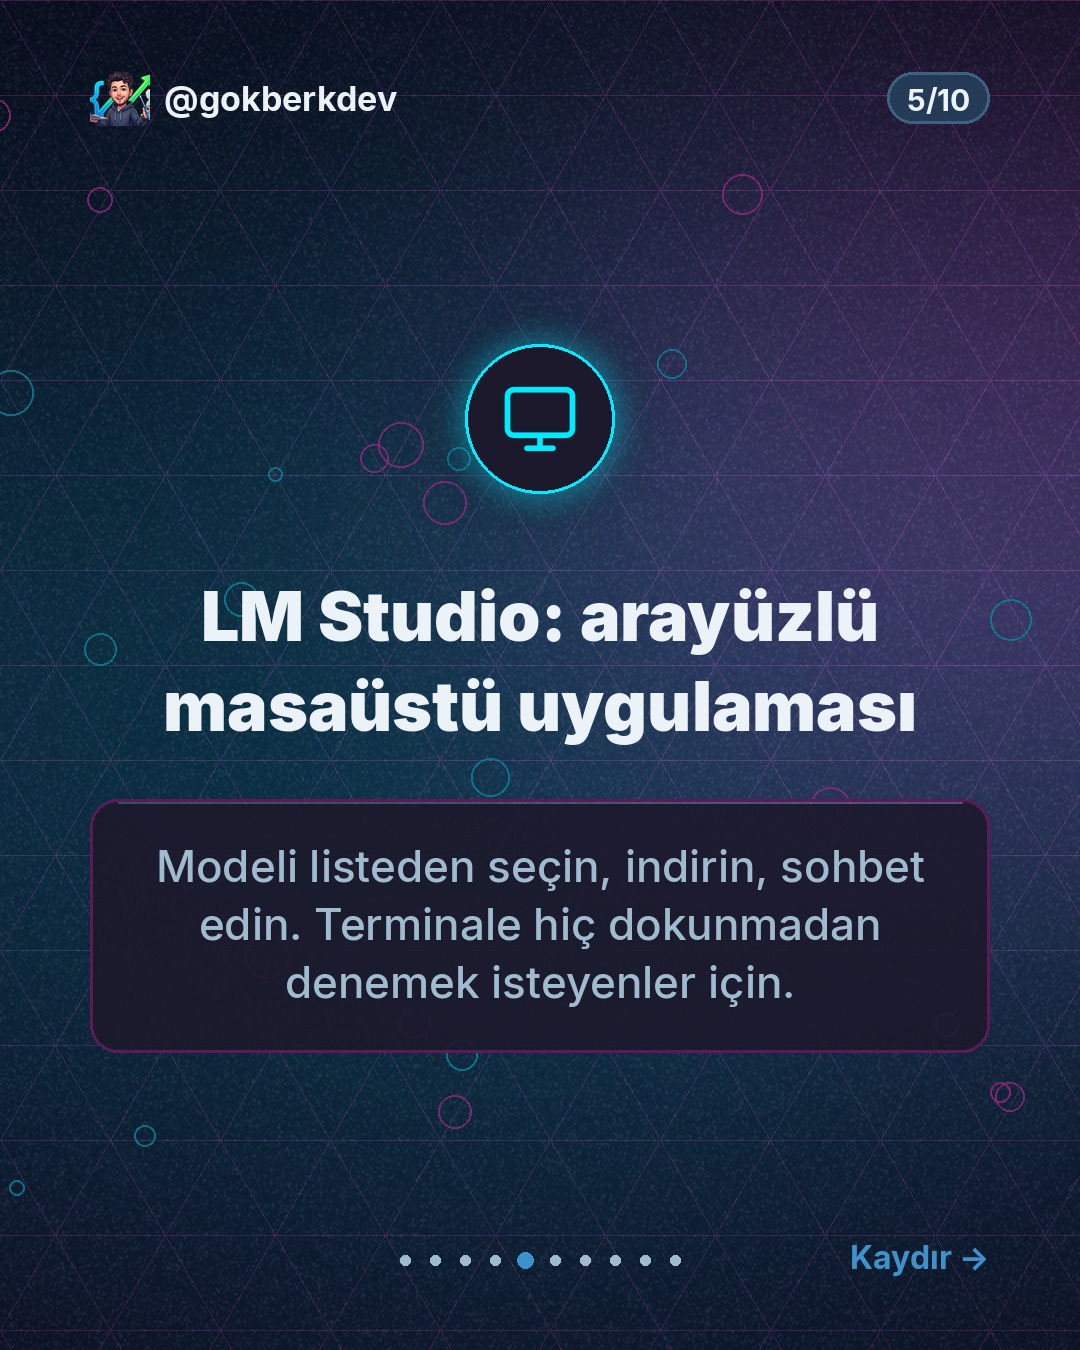 @gokberkdev
5/10
LM Studio: arayüzlü
masaüstü uygulaması
Modeli listeden seçin, indirin, sohbet
edin. Terminale hiç dokunmadan
denemek isteyenler için.
Kaydır →